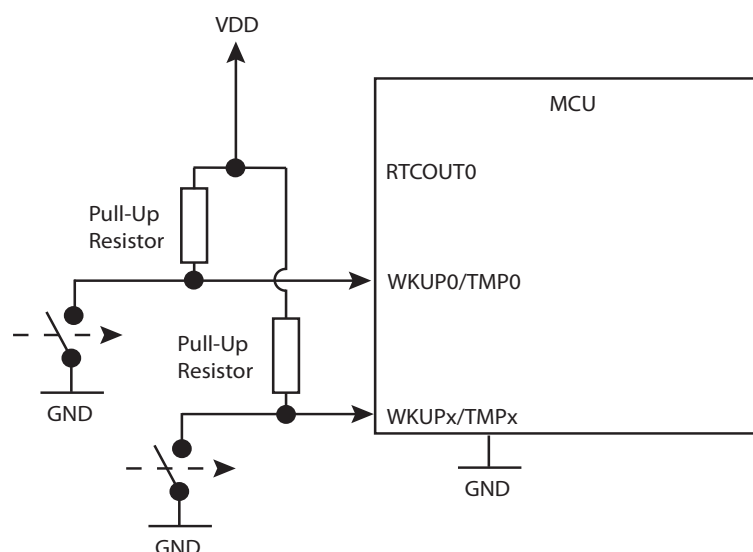 VDD
MCU
RTCOUT0
Pull-Up
Resistor
WKUP0/TMP0
Pull-Up
Resistor
GND
WKUPx/TMPx
GND
GND